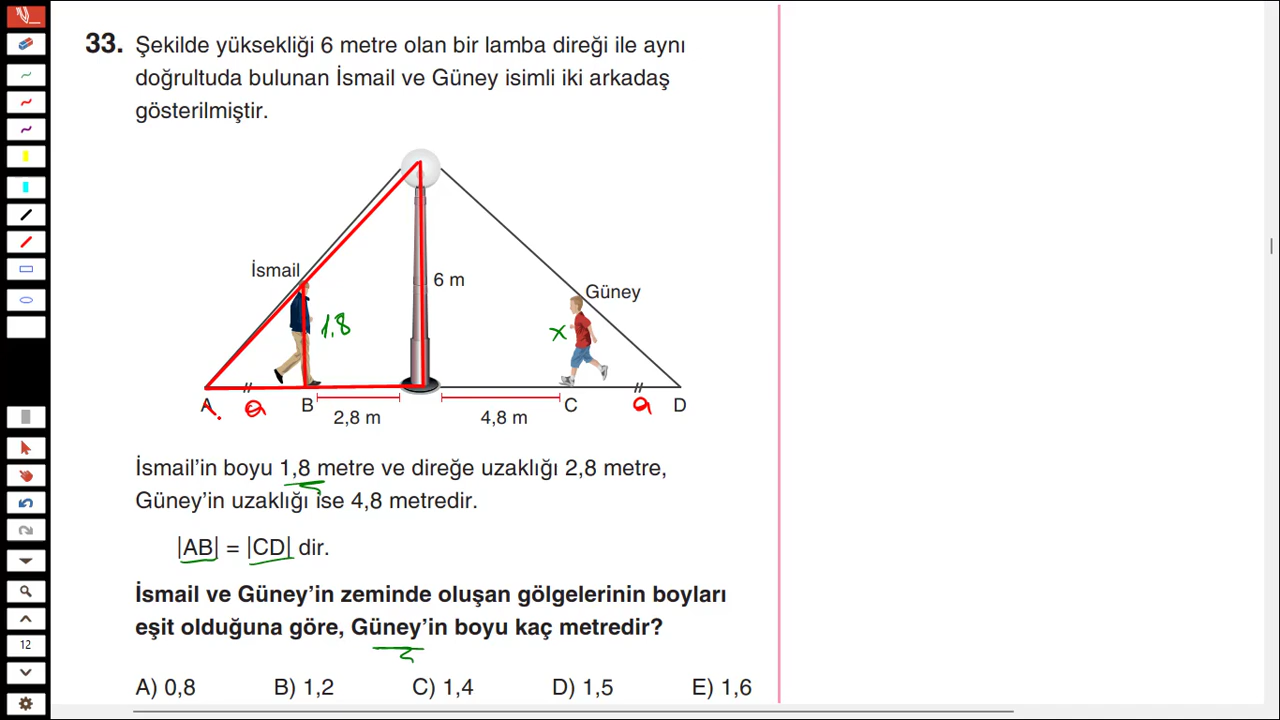 33. Şekilde yüksekliği 6 metre olan bir lamba direği ile aynı
doğrultuda bulunan İsmail ve Güney isimli iki arkadaş
gösterilmiştir.
İsmail
6 m
Güney
1,8
x
A
B
C
D
a
a
2,8 m
4,8 m
İsmail'in boyu 1,8 metre ve direğe uzaklığı 2,8 metre,
Güney'in uzaklığı ise 4,8 metredir.
|AB| = |CD| dir.
İsmail ve Güney'in zeminde oluşan gölgelerinin boyları
eşit olduğuna göre, Güney'in boyu kaç metredir?
A) 0,8 B) 1,2 C) 1,4 D) 1,5 E) 1,6
12